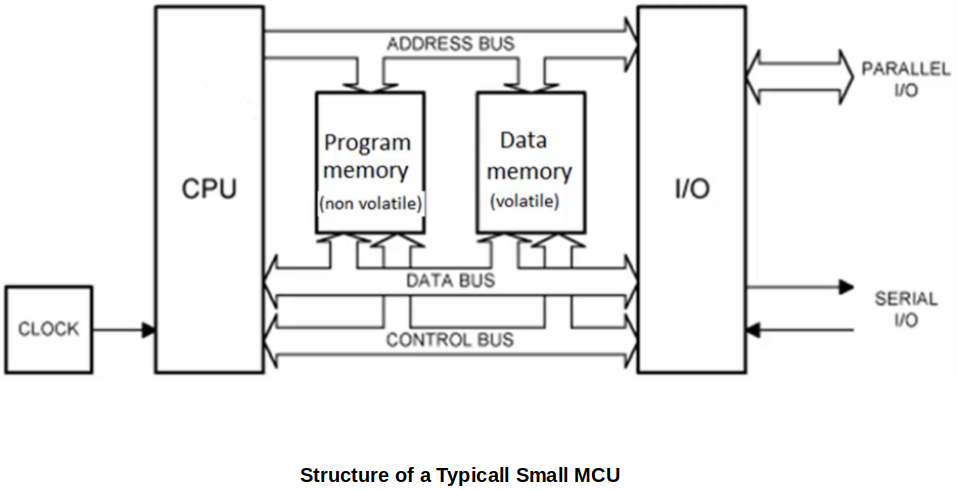 ADDRESS BUS
PARALLEL
I/O
Program
memory
(non volatile)
Data
memory
(volatile)
CPU
I/O
DATA BUS
CLOCK
SERIAL
I/O
CONTROL BUS
Structure of a Typicall Small MCU